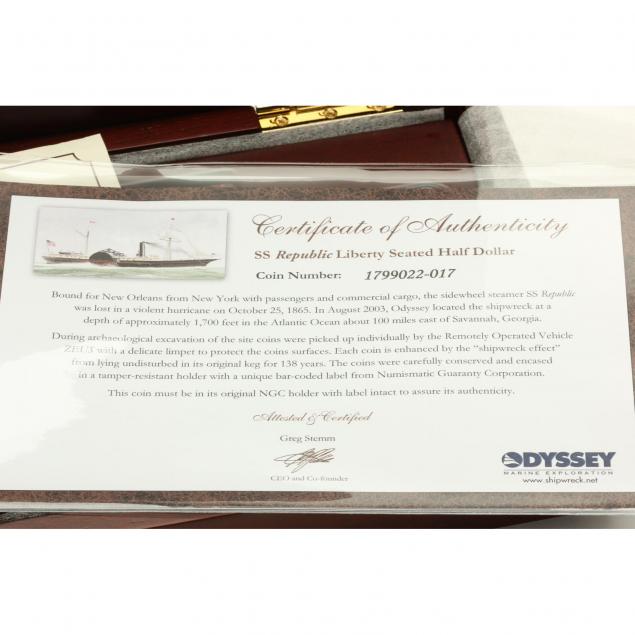 Certificate of Authenticity
SS Republic Liberty Seated Half Dollar
Coin Number: 1799022-017
Bound for New Orleans from New York with passengers and commercial cargo, the sidewheel steamer SS Republic
was lost in a violent hurricane on October 25, 1865. In August 2003, Odyssey located the shipwreck at a
depth of approximately 1,700 feet in the Atlantic Ocean about 100 miles east of Savannah, Georgia.
During archaeological excavation of the site coins were picked up individually by the Remotely Operated Vehicle
ZEUS with a delicate limpet to protect the coins surfaces. Each coin is enhanced by the “shipwreck effect”
from lying undisturbed in its original keg for 138 years. The coins were carefully conserved and encased
in a tamper-resistant holder with a unique bar-coded label from Numismatic Guaranty Corporation.
This coin must be in its original NGC holder with label intact to assure its authenticity.
Attested & Certified
Greg Stemm
CEO and Co-founder
ODYSSEY
MARINE EXPLORATION
www.shipwreck.net